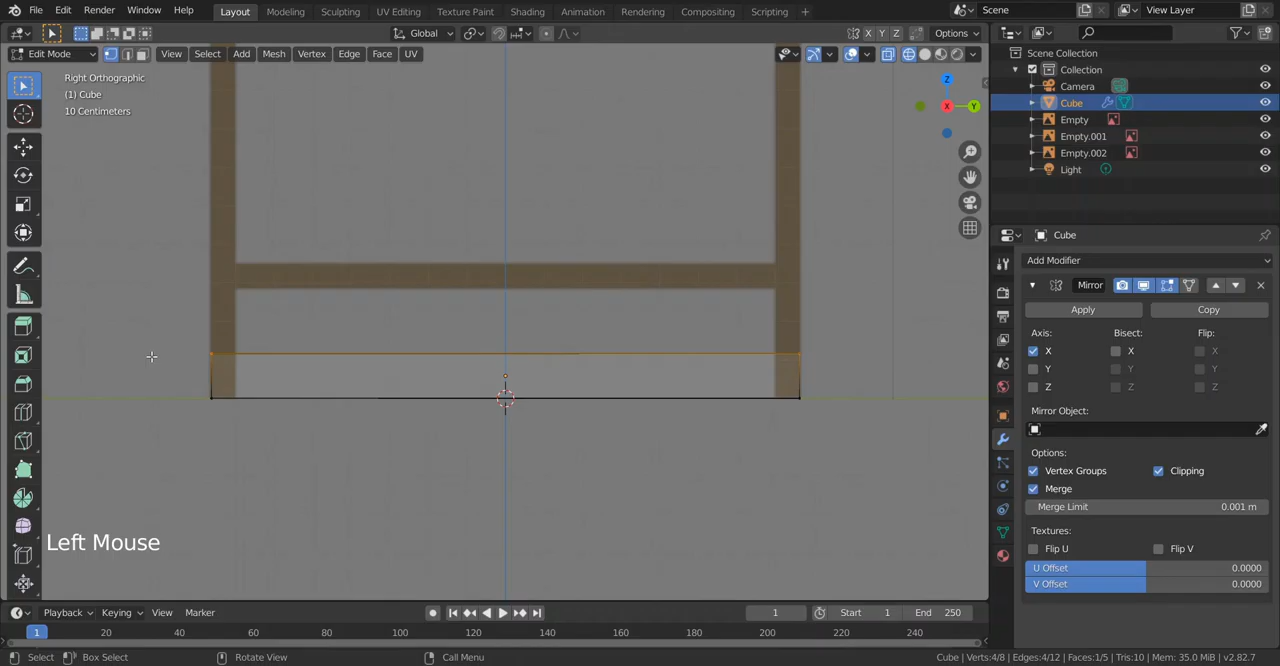 File Edit Render Window Help Layout Modeling Sculpting UV Editing Texture Paint Shading Animation Rendering Compositing Scripting + Scene View Layer
Global X Y Z Options
Edit Mode View Select Add Mesh Vertex Edge Face UV
Right Orthographic
(1) Cube
10 Centimeters
Z
X
Y
Left Mouse
Scene Collection
Collection
Camera
Cube
Empty
Empty.001
Empty.002
Light
Cube
Add Modifier
Mirror
Apply Copy
Axis: Bisect: Flip:
X X X
Y Y Y
Z Z Z
Mirror Object:
Options:
Vertex Groups Clipping
Merge
Merge Limit 0.001 m
Textures:
Flip U Flip V
U Offset 0.0000
V Offset 0.0000
Playback Keying View Marker 1 Start 1 End 250
1 20 40 60 80 100 120 140 160 180 200 220 240
Select Box Select Rotate View Call Menu Cube | Verts:4/8 | Edges:4/12 | Faces:1/5 | Tris:10 | Mem: 35.0 MiB | v2.82.7